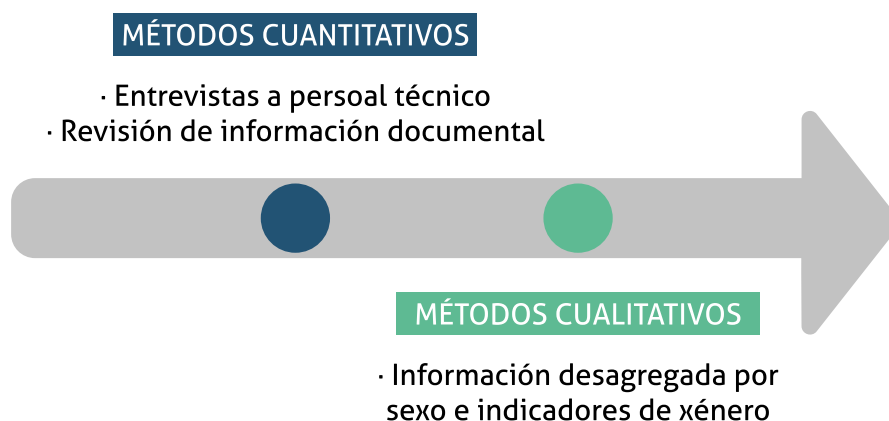 MÉTODOS CUANTITATIVOS
· Entrevistas a persoal técnico
· Revisión de información documental
MÉTODOS CUALITATIVOS
· Información desagregada por
sexo e indicadores de xénero